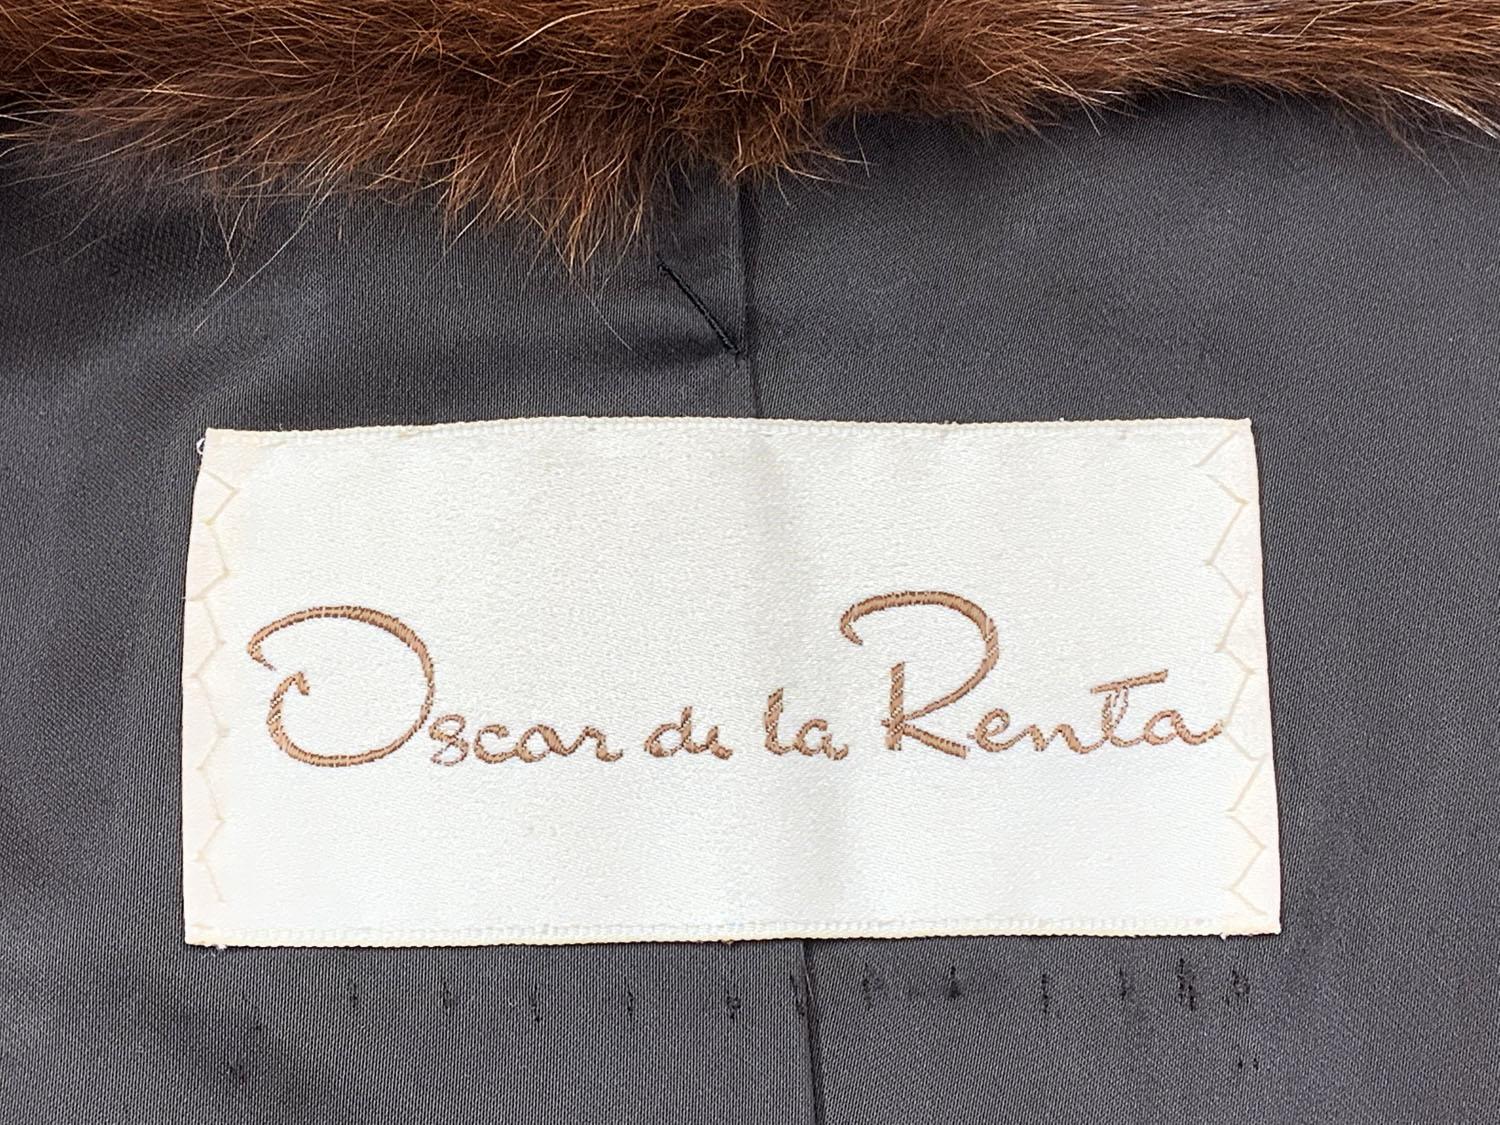 Oscar de la Renta